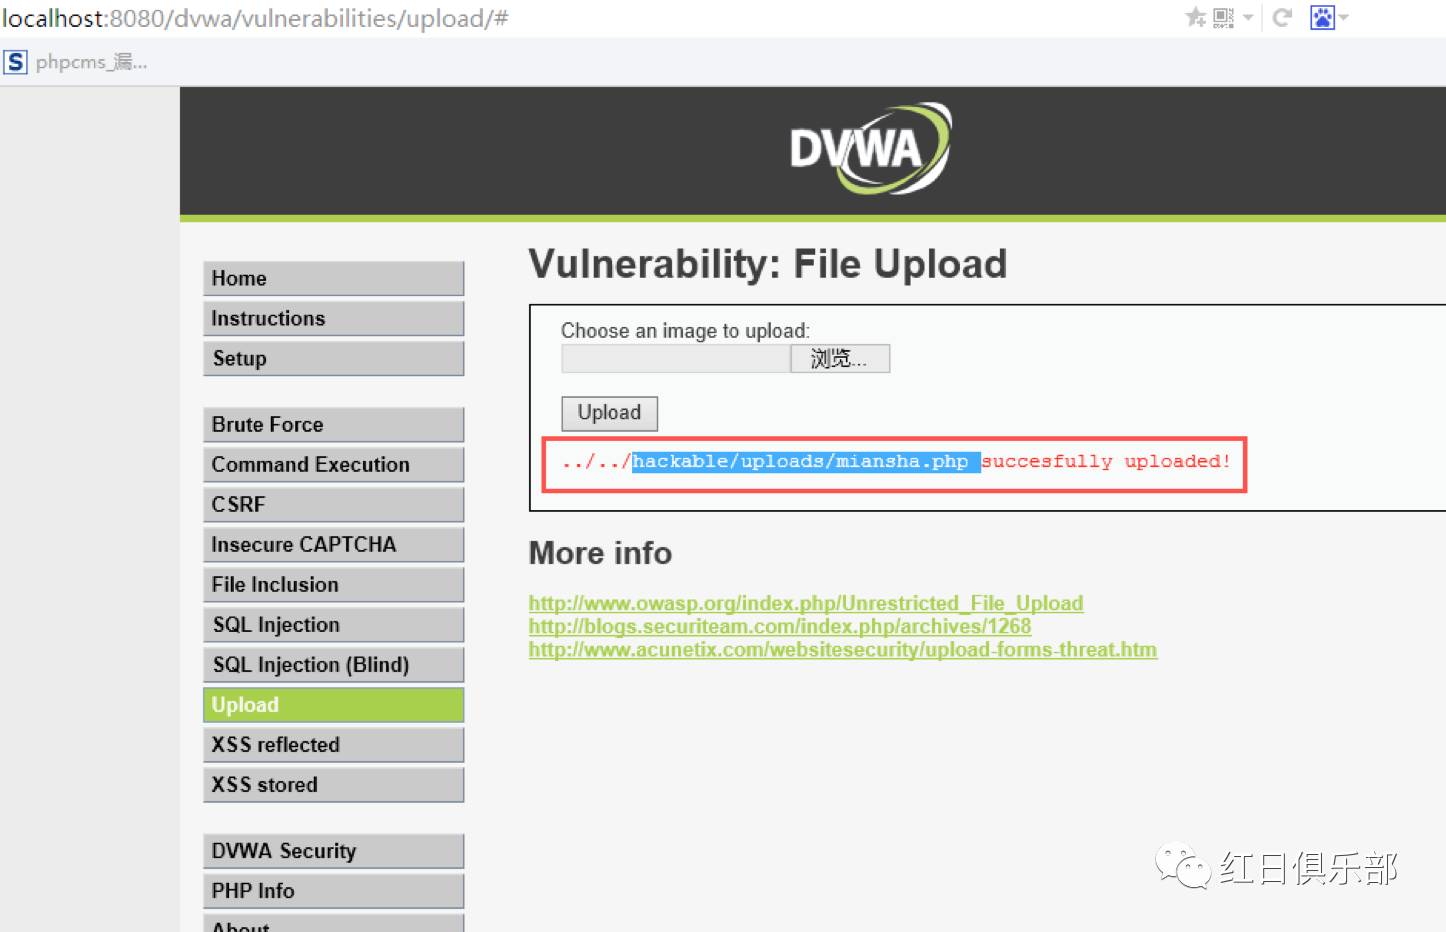 localhost:8080/dvwa/vulnerabilities/upload/#
S phpcms_漏...
DVWA
Vulnerability: File Upload
Home
Instructions
Setup
Brute Force
Command Execution
CSRF
Insecure CAPTCHA
File Inclusion
SQL Injection
SQL Injection (Blind)
Upload
XSS reflected
XSS stored
DVWA Security
PHP Info
About
Choose an image to upload:
浏览...
Upload
../../hackable/uploads/miansha.php succesfully uploaded!
More info
http://www.owasp.org/index.php/Unrestricted_File_Upload
http://blogs.securiteam.com/index.php/archives/1268
http://www.acunetix.com/websitesecurity/upload-forms-threat.htm
红日俱乐部